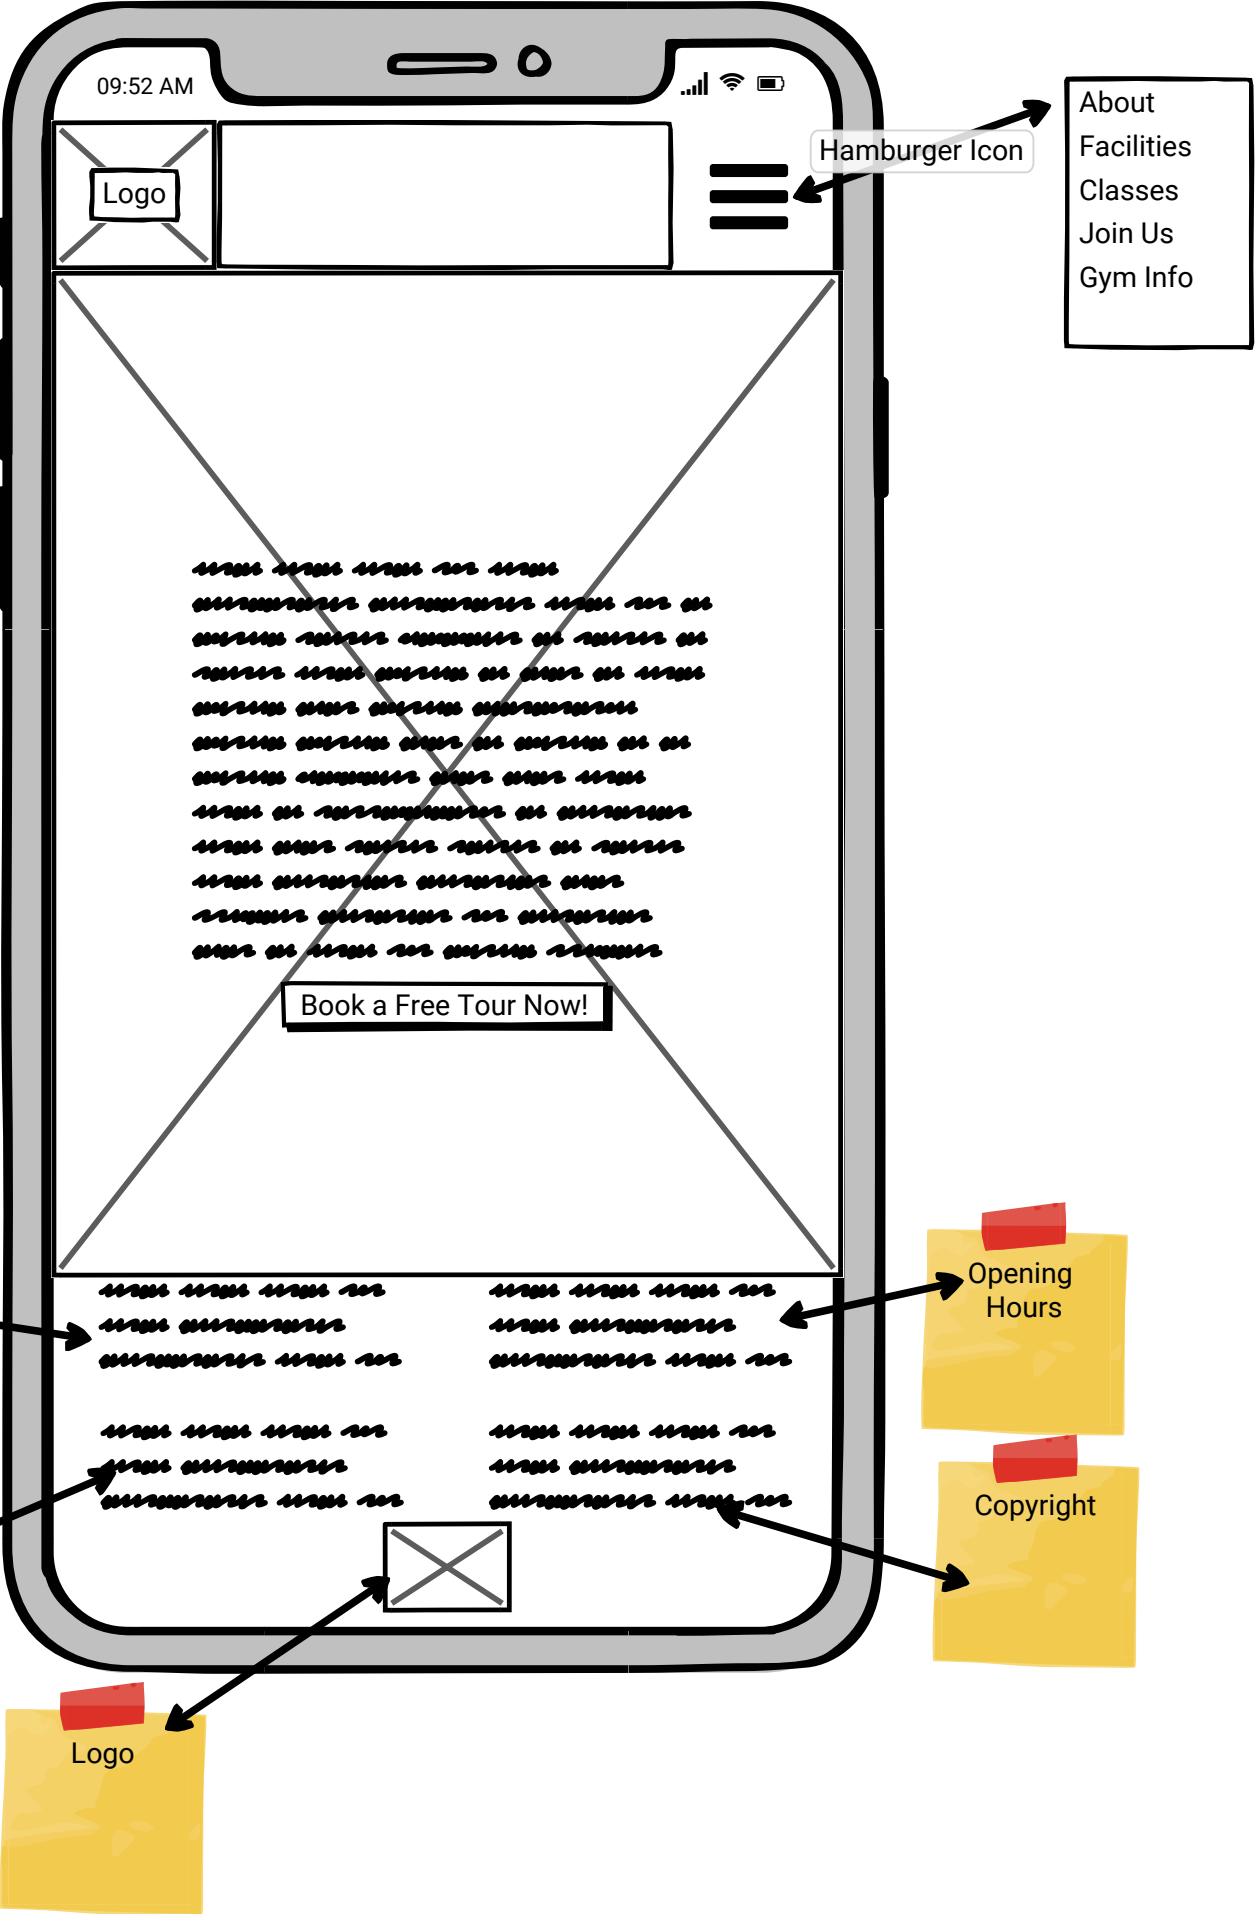 09:52 AM
Logo
Hamburger Icon
About
Facilities
Classes
Join Us
Gym Info
Book a Free Tour Now!
Opening
Hours
Copyright
Logo